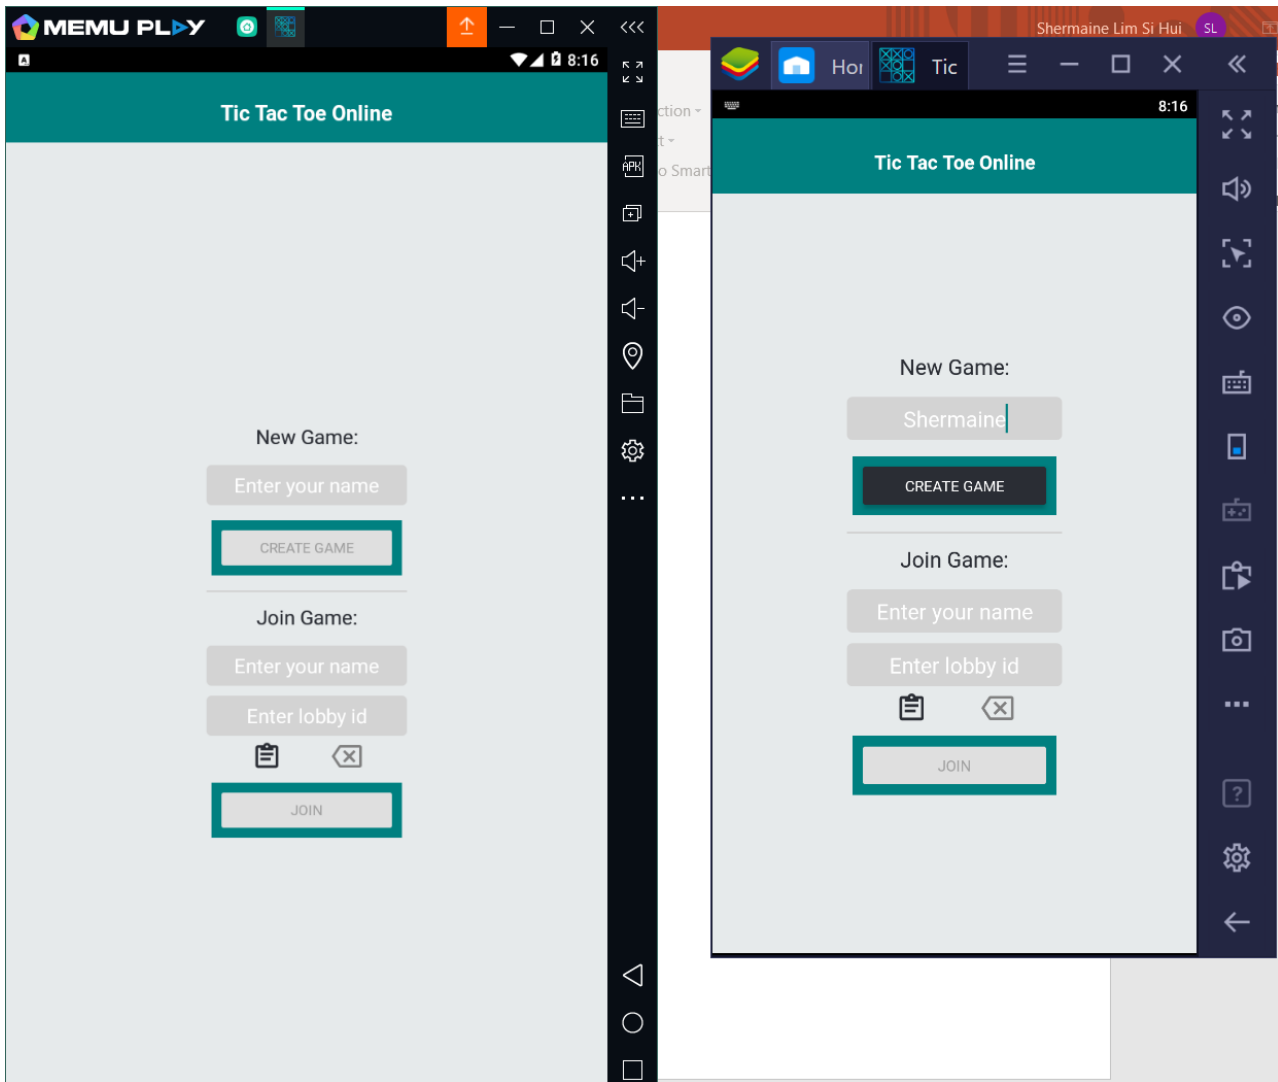 MEMU PLAY
8:16
Tic Tac Toe Online
New Game:
Enter your name
CREATE GAME
Join Game:
Enter your name
Enter lobby id
JOIN
APK
Shermaine Lim Si Hui SL
ction
t
o Smart
Hor Tic
8:16
Tic Tac Toe Online
New Game:
Shermaine
CREATE GAME
Join Game:
Enter your name
Enter lobby id
JOIN